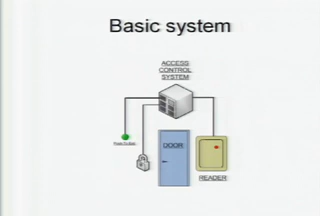 Basic system
ACCESS
CONTROL
SYSTEM
DOOR
READER